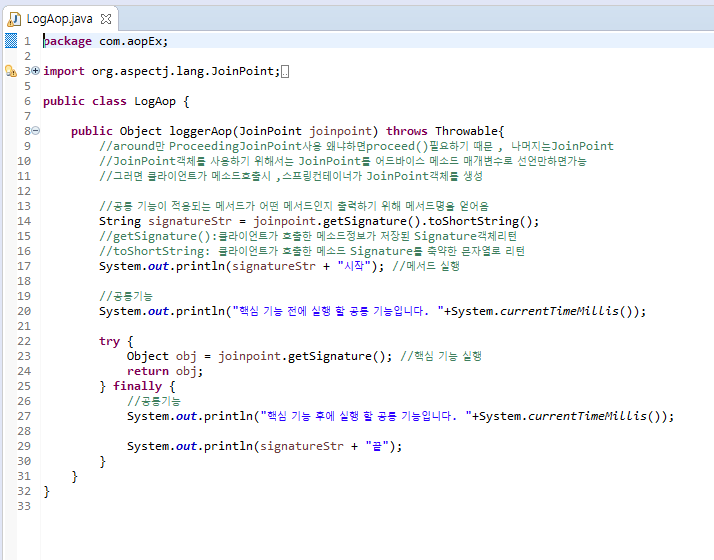 LogAop.java
1 package com.aopEx;
2
3 import org.aspectj.lang.JoinPoint;
5
6 public class LogAop {
7
8 public Object loggerAop(JoinPoint joinpoint) throws Throwable{
9 //around만 ProceedingJoinPoint사용 왜냐하면proceed()필요하기 때문 , 나머지는JoinPoint
10 //JoinPoint객체를 사용하기 위해서는 JoinPoint를 어드바이스 메소드 매개변수로 선언만하면가능
11 //그러면 클라이언트가 메소드호출시 ,스프링컨테이너가 JoinPoint객체를 생성
12
13 //공통 기능이 적용되는 메서드가 어떤 메서드인지 출력하기 위해 메서드명을 얻어옴
14 String signatureStr = joinpoint.getSignature().toShortString();
15 //getSignature():클라이언트가 호출한 메소드정보가 저장된 Signature객체리턴
16 //toShortString: 클라이언트가 호출한 메소드 Signature를 축약한 문자열로 리턴
17 System.out.println(signatureStr + "시작"); //메서드 실행
18
19 //공통기능
20 System.out.println("핵심 기능 전에 실행 할 공통 기능입니다. "+System.currentTimeMillis());
21
22 try {
23 Object obj = joinpoint.getSignature(); //핵심 기능 실행
24 return obj;
25 } finally {
26 //공통기능
27 System.out.println("핵심 기능 후에 실행 할 공통 기능입니다. "+System.currentTimeMillis());
28
29 System.out.println(signatureStr + "끝");
30 }
31 }
32 }
33